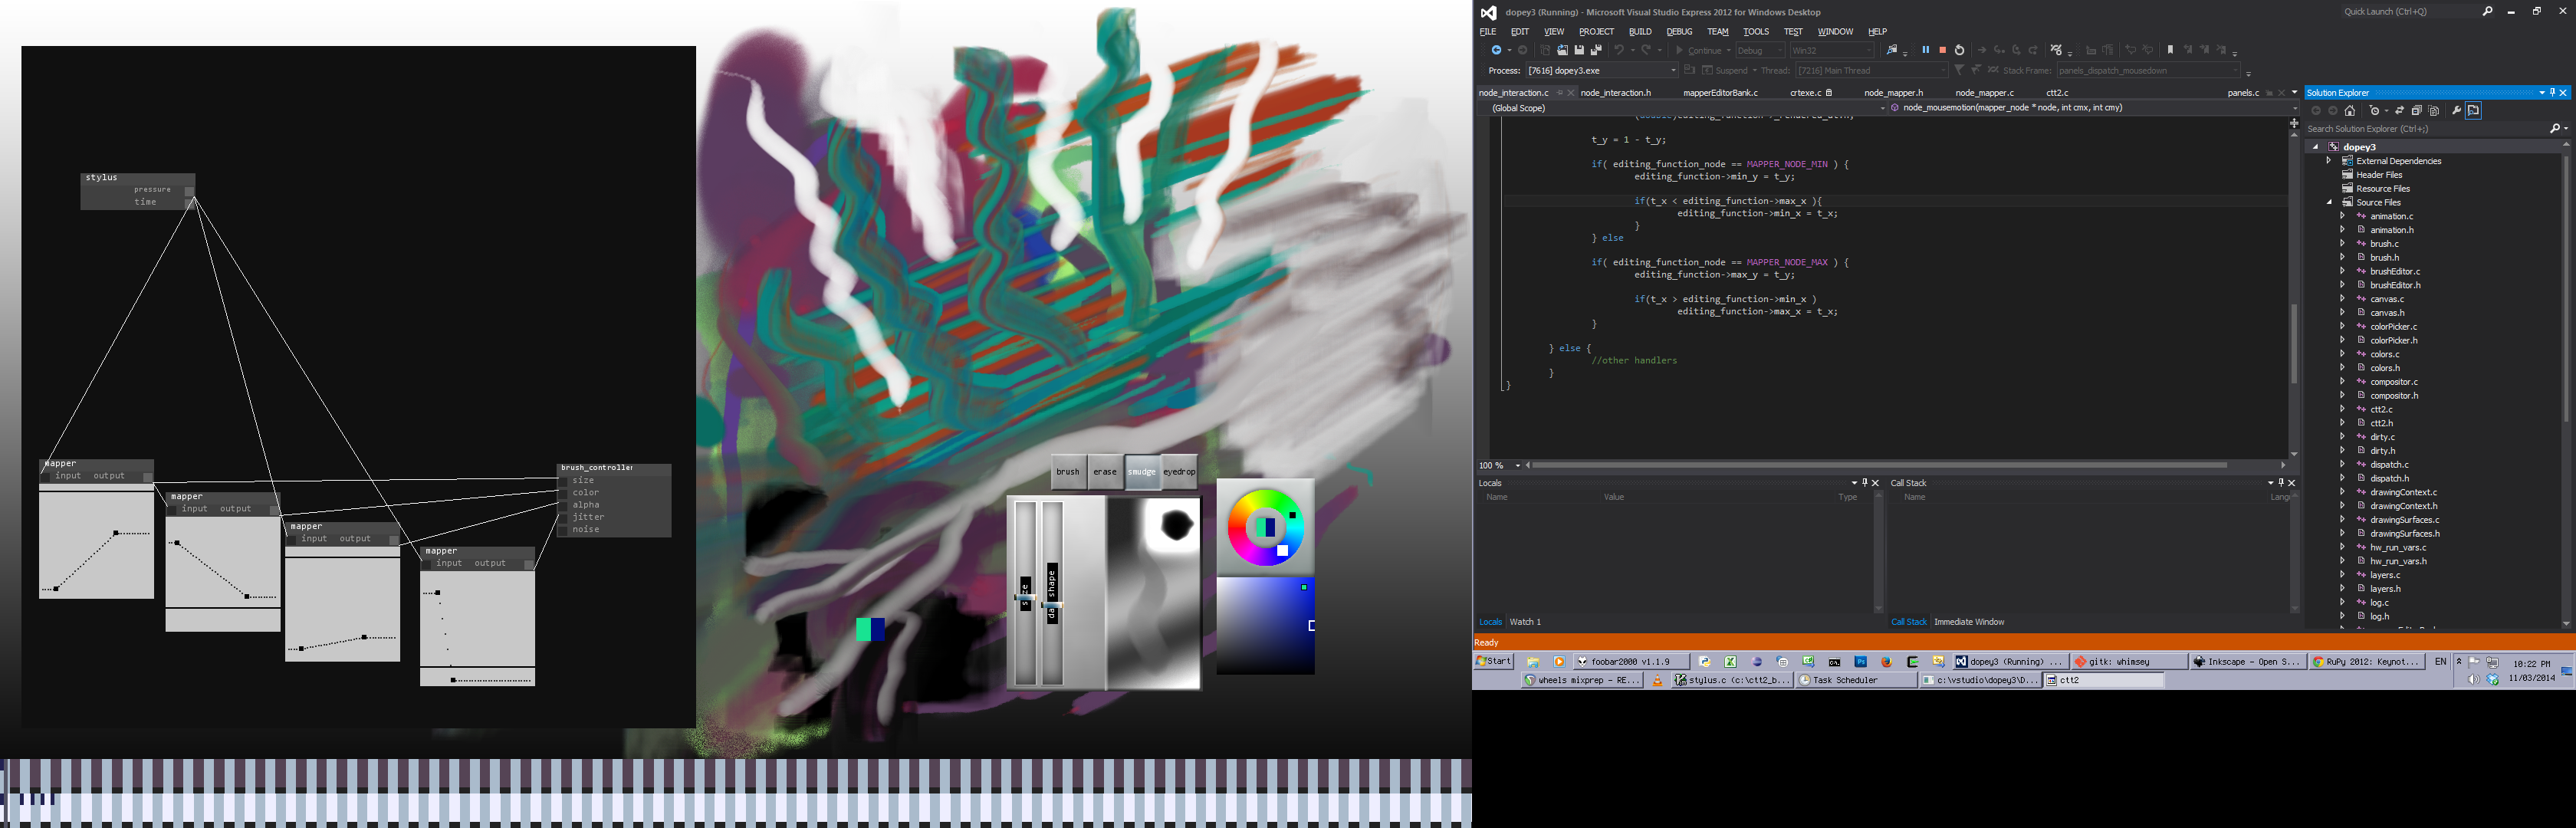 stylus
pressure
time
mapper
input output
mapper
input output
mapper
input output
mapper
input output
brush_controller
size
color
alpha
jitter
noise
brush erase smudge eyedrop
shape
dopey3 (Running) - Microsoft Visual Studio Express 2012 for Windows Desktop
Quick Launch (Ctrl+Q)
FILE EDIT VIEW PROJECT BUILD DEBUG TEAM TOOLS TEST WINDOW HELP
Continue Debug Win32
Process: [7616] dopey3.exe Suspend Thread: [7216] Main Thread Stack Frame: panels_dispatch_mousedown
node_interaction.c node_interaction.h mapperEditorBank.c crtexe.c node_mapper.h node_mapper.c ctt2.c panels.c
(Global Scope) node_mousemotion(mapper_node * node, int cmx, int cmy)
t_y = 1 - t_y;
if( editing_function_node == MAPPER_NODE_MIN ) {
editing_function->min_y = t_y;
if(t_x < editing_function->max_x ){
editing_function->min_x = t_x;
}
} else
if( editing_function_node == MAPPER_NODE_MAX ) {
editing_function->max_y = t_y;
if(t_x > editing_function->min_x )
editing_function->max_x = t_x;
}
} else {
//other handlers
}
}
100 %
Locals
Name Value Type
Locals Watch 1
Call Stack
Name Lang
Call Stack Immediate Window
Solution Explorer
Search Solution Explorer (Ctrl+;)
dopey3
External Dependencies
Header Files
Resource Files
Source Files
animation.c
animation.h
brush.c
brush.h
brushEditor.c
brushEditor.h
canvas.c
canvas.h
colorPicker.c
colorPicker.h
colors.c
colors.h
compositor.c
compositor.h
ctt2.c
ctt2.h
dirty.c
dirty.h
dispatch.c
dispatch.h
drawingContext.c
drawingContext.h
drawingSurfaces.c
drawingSurfaces.h
hw_run_vars.c
hw_run_vars.h
layers.c
layers.h
log.c
log.h
Ready
Start foobar2000 v1.1.9 dopey3 (Running) ... gitk: whimsey Inkscape - Open S... RuPy 2012: Keynot... EN 10:22 PM
wheels mixprep - RE... stylus.c (c:\ctt2_b... Task Scheduler c:\vstudio\dopey3\D... ctt2 11/03/2014